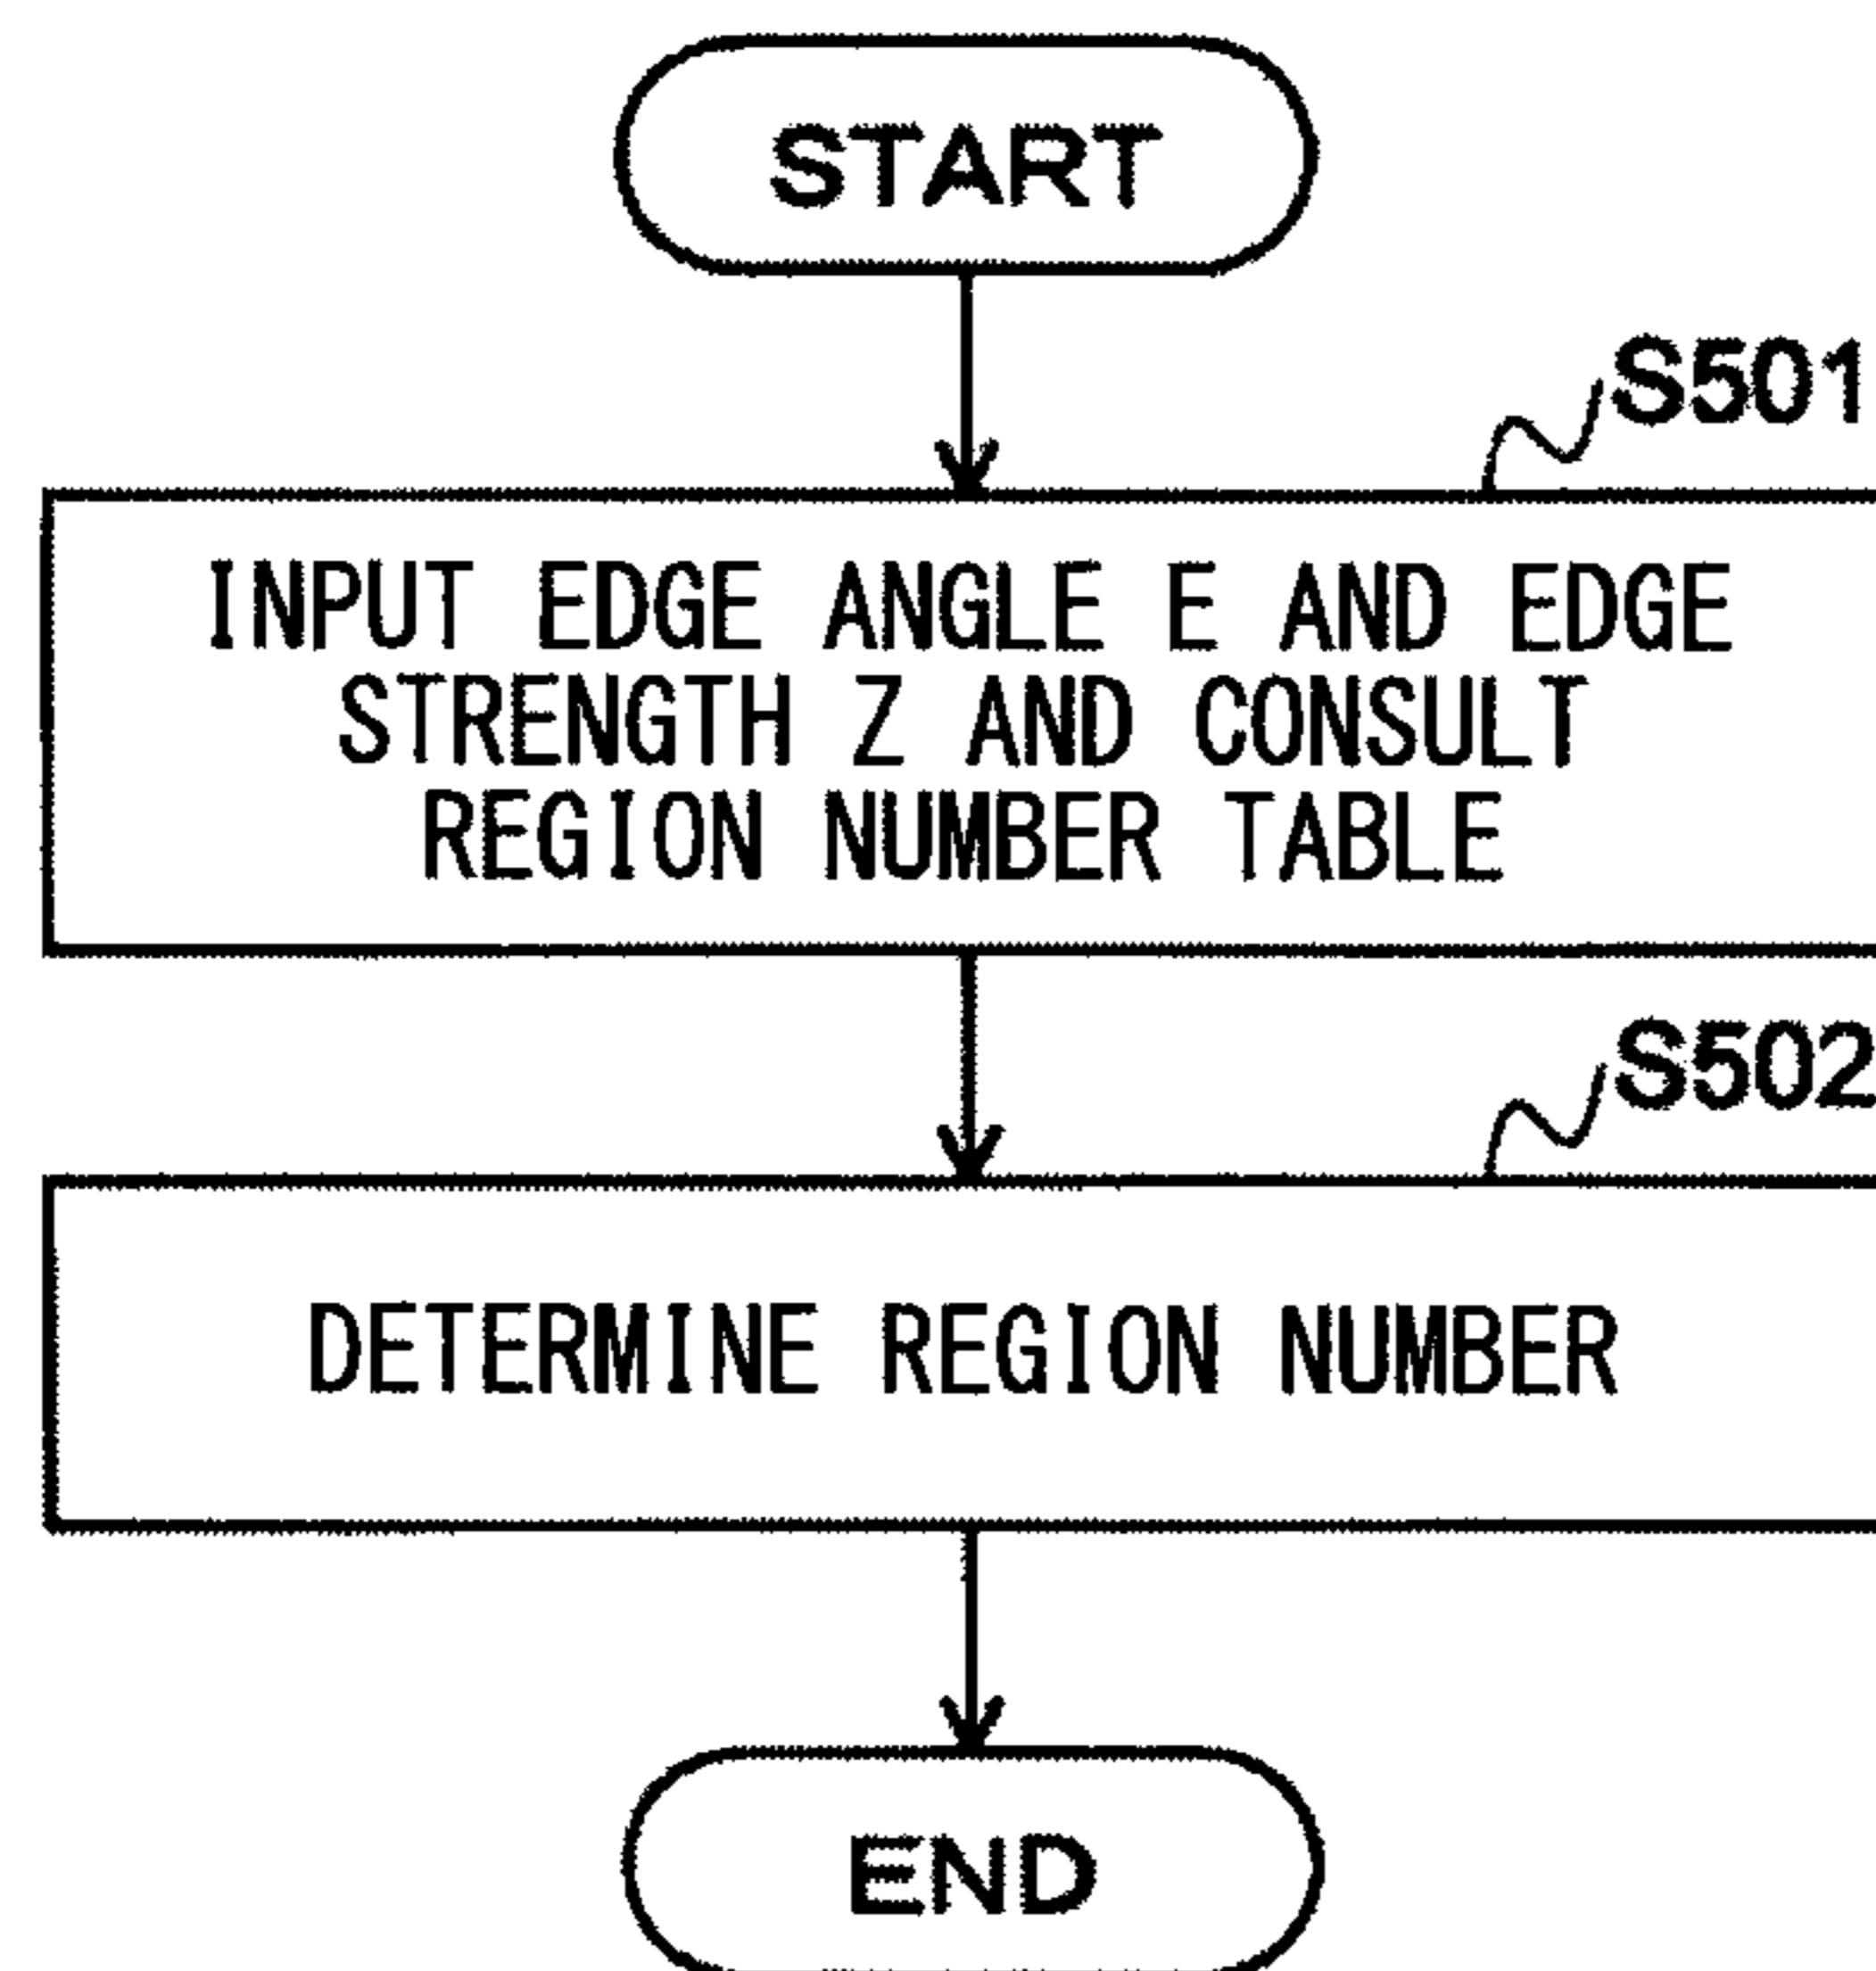 START
S501
INPUT EDGE ANGLE E AND EDGE
STRENGTH Z AND CONSULT
REGION NUMBER TABLE
S502
DETERMINE REGION NUMBER
END